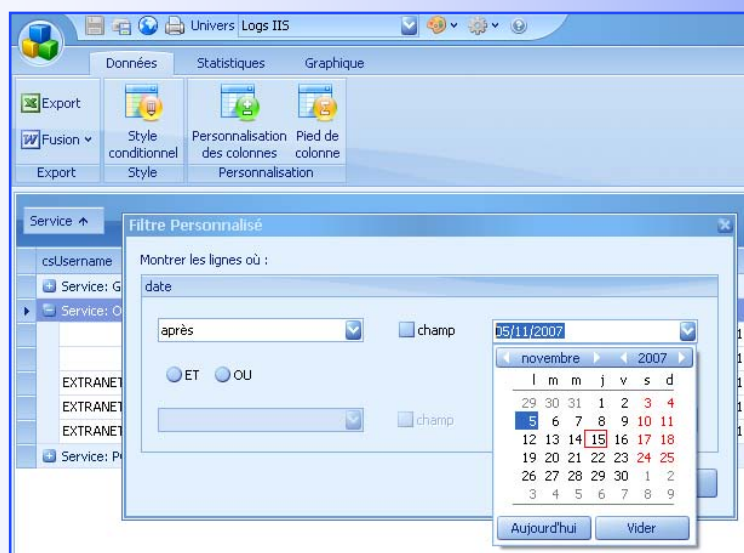 Univers Logs IIS
Données Statistiques Graphique
Export
Fusion
Style conditionnel
Personnalisation des colonnes
Pied de colonne
Export Style Personnalisation
Service
Filtre Personnalisé
csUsername
Montrer les lignes où :
Service: G
date
Service: O
après champ 05/11/2007
novembre 2007
ET OU
l m m j v s d
29 30 31 1 2 3 4
EXTRANET
5 6 7 8 9 10 11
EXTRANET
champ
12 13 14 15 16 17 18
EXTRANET
19 20 21 22 23 24 25
Service: P
26 27 28 29 30 1 2
3 4 5 6 7 8 9
Aujourd'hui Vider